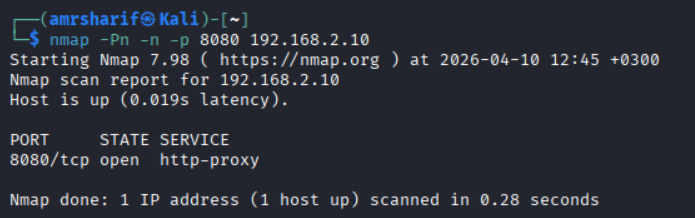 ┌──(amrsharif㉿Kali)-[~]
└─$ nmap -Pn -n -p 8080 192.168.2.10
Starting Nmap 7.98 ( https://nmap.org ) at 2026-04-10 12:45 +0300
Nmap scan report for 192.168.2.10
Host is up (0.019s latency).

PORT     STATE SERVICE
8080/tcp open  http-proxy

Nmap done: 1 IP address (1 host up) scanned in 0.28 seconds